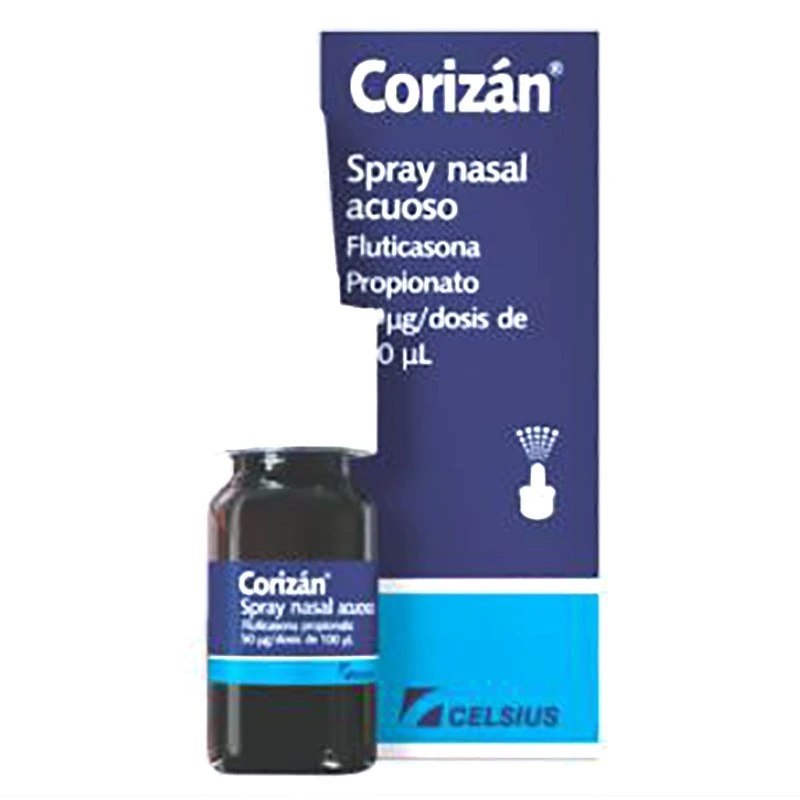 Corizán®
Spray nasal
acuoso
Fluticasona
Propionato
µg/dosis de
0 µL
CELSIUS
Corizán®
Spray nasal acuoso
Fluticasona propionato
50 µg/dosis de 100 µL